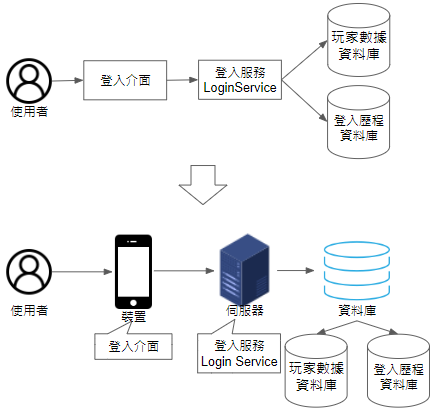 玩家數據
資料庫
使用者
登入介面
登入服務
LoginService
登入歷程
資料庫
使用者
裝置
伺服器
資料庫
登入介面
登入服務
Login Service
玩家數據
資料庫
登入歷程
資料庫